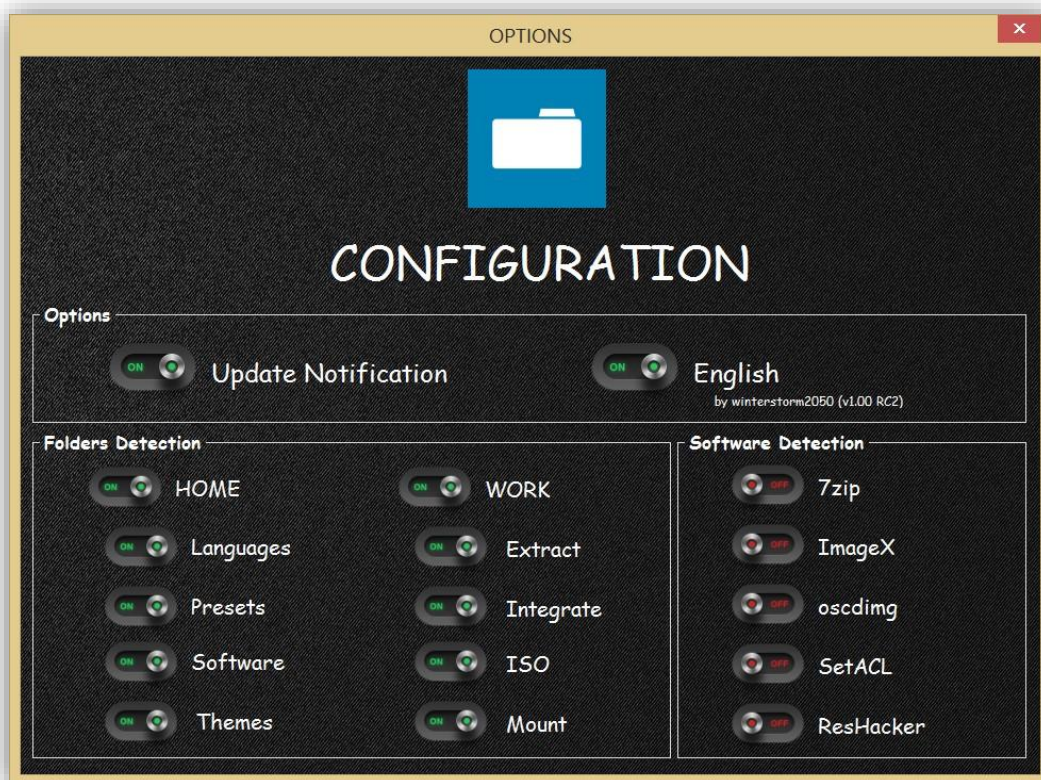 OPTIONS
CONFIGURATION
Options
ON Update Notification
ON English
by winterstorm2050 (v1.00 RC2)
Folders Detection
ON HOME
ON WORK
ON Languages
ON Extract
ON Presets
ON Integrate
ON Software
ON ISO
ON Themes
ON Mount
Software Detection
OFF 7zip
OFF ImageX
OFF oscdimg
OFF SetACL
OFF ResHacker